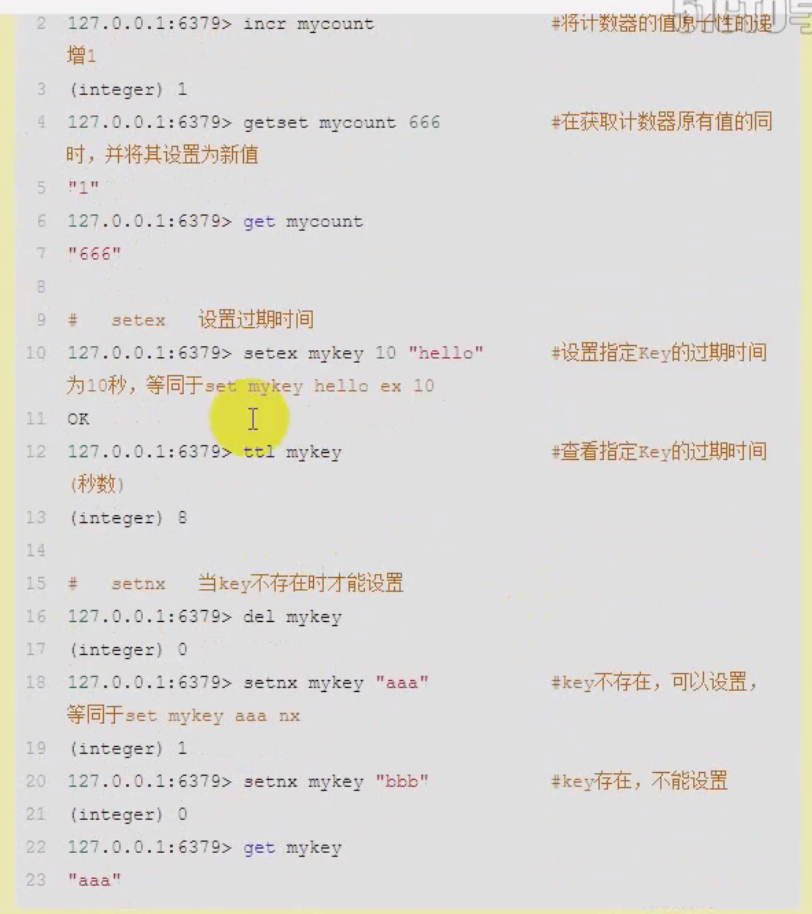 2 127.0.0.1:6379> incr mycount #将计数器的值原子性的递
增1
3 (integer) 1
4 127.0.0.1:6379> getset mycount 666 #在获取计数器原有值的同
时，并将其设置为新值
5 "1"
6 127.0.0.1:6379> get mycount
7 "666"
8
9 # setex 设置过期时间
10 127.0.0.1:6379> setex mykey 10 "hello" #设置指定Key的过期时间
为10秒，等同于set mykey hello ex 10
11 OK
12 127.0.0.1:6379> ttl mykey #查看指定Key的过期时间
(秒数)
13 (integer) 8
14
15 # setnx 当key不存在时才能设置
16 127.0.0.1:6379> del mykey
17 (integer) 0
18 127.0.0.1:6379> setnx mykey "aaa" #key不存在，可以设置，
等同于set mykey aaa nx
19 (integer) 1
20 127.0.0.1:6379> setnx mykey "bbb" #key存在，不能设置
21 (integer) 0
22 127.0.0.1:6379> get mykey
23 "aaa"